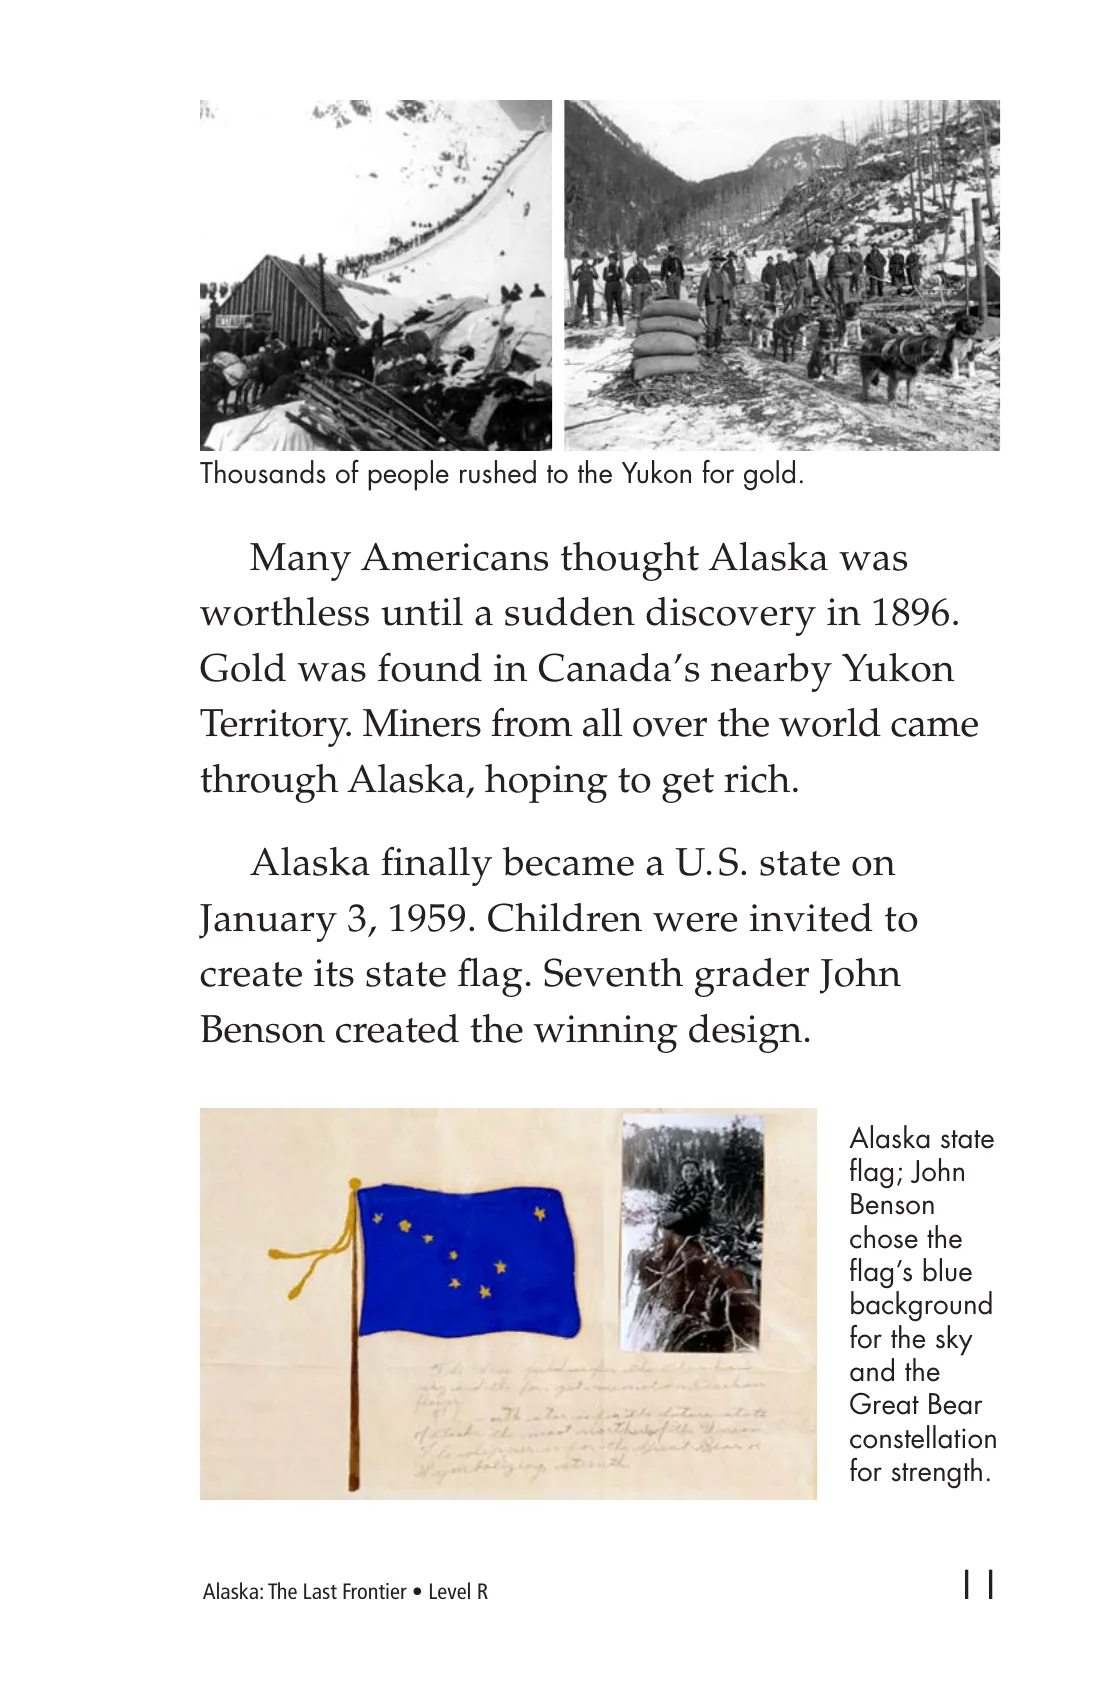 Thousands of people rushed to the Yukon for gold.
Many Americans thought Alaska was
worthless until a sudden discovery in 1896.
Gold was found in Canada's nearby Yukon
Territory. Miners from all over the world came
through Alaska, hoping to get rich.
Alaska finally became a U.S. state on
January 3, 1959. Children were invited to
create its state flag. Seventh grader John
Benson created the winning design.
Alaska state
flag; John
Benson
chose the
flag's blue
background
for the sky
and the
Great Bear
constellation
for strength.
Alaska: The Last Frontier • Level R
11